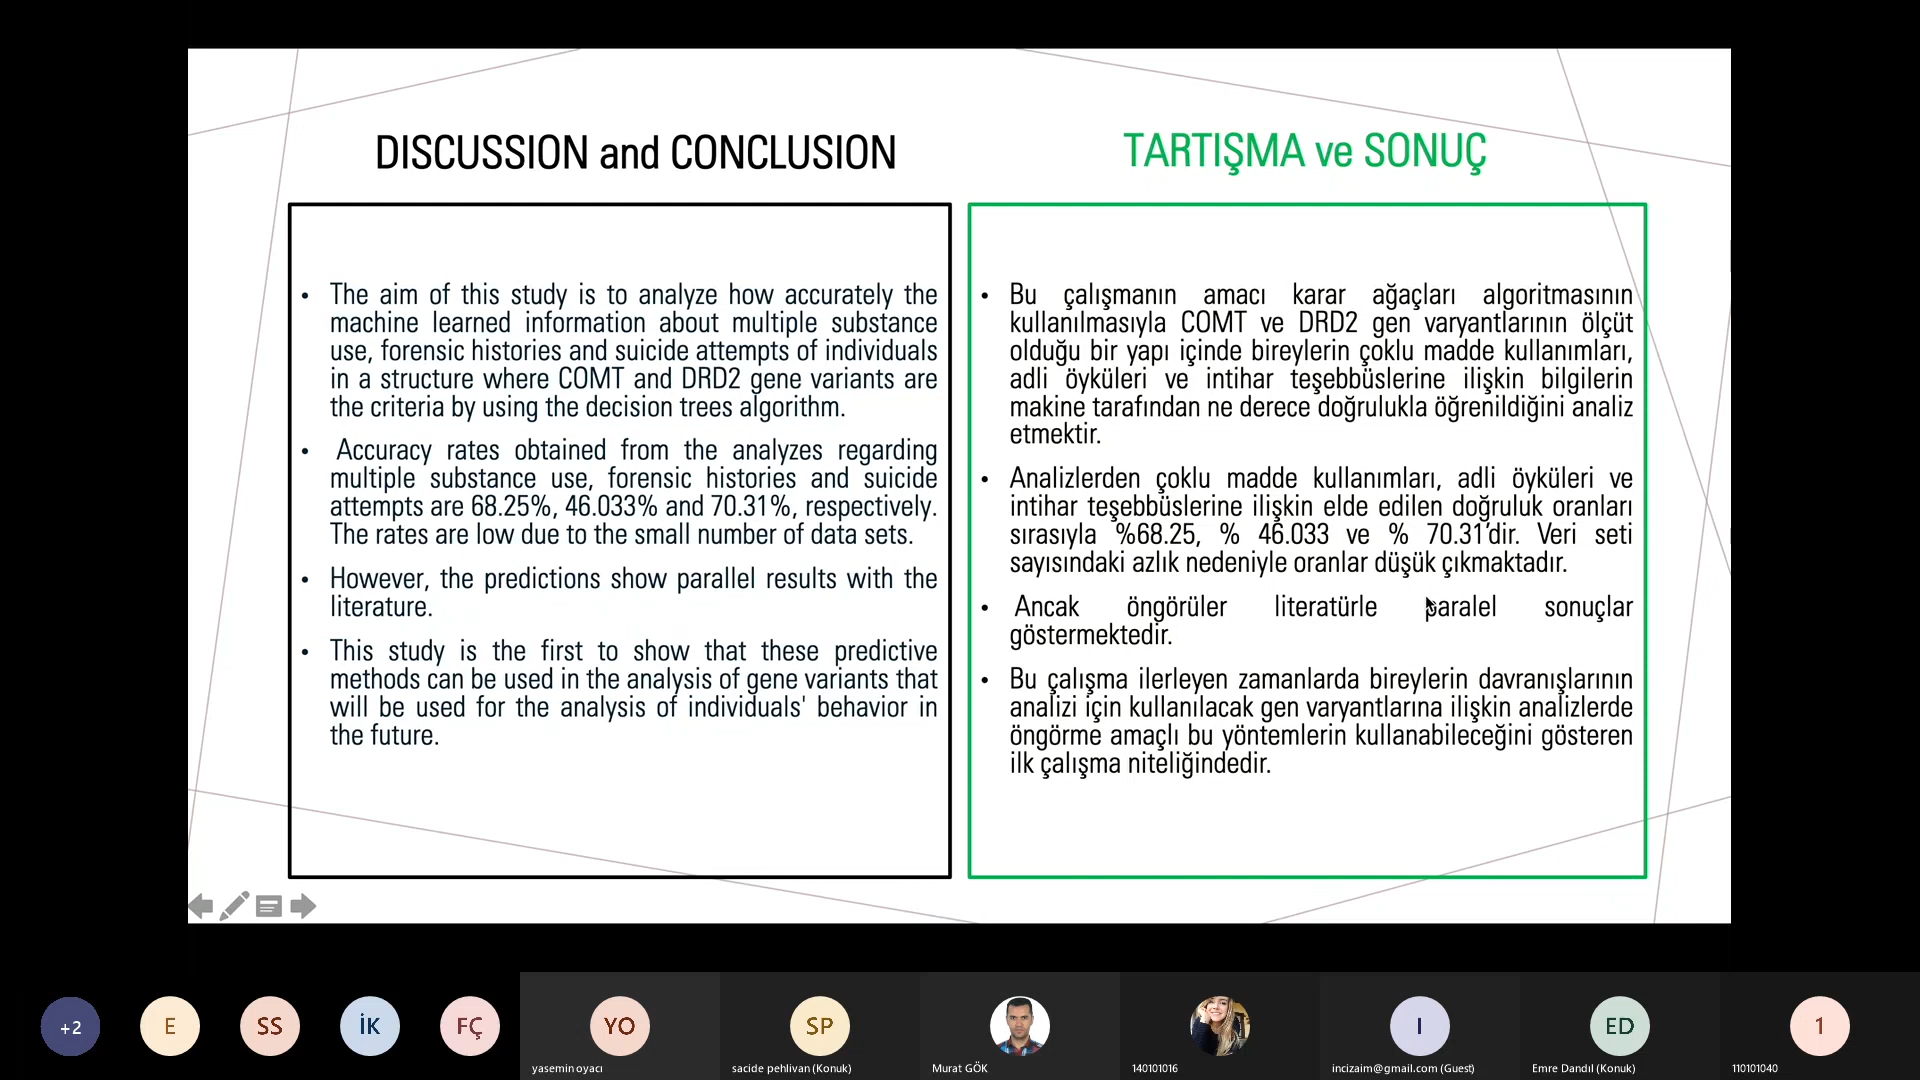 DISCUSSION and CONCLUSION
• The aim of this study is to analyze how accurately the
machine learned information about multiple substance
use, forensic histories and suicide attempts of individuals
in a structure where COMT and DRD2 gene variants are
the criteria by using the decision trees algorithm.
• Accuracy rates obtained from the analyzes regarding
multiple substance use, forensic histories and suicide
attempts are 68.25%, 46.033% and 70.31%, respectively.
The rates are low due to the small number of data sets.
• However, the predictions show parallel results with the
literature.
• This study is the first to show that these predictive
methods can be used in the analysis of gene variants that
will be used for the analysis of individuals' behavior in
the future.
TARTIŞMA ve SONUÇ
• Bu çalışmanın amacı karar ağaçları algoritmasının
kullanılmasıyla COMT ve DRD2 gen varyantlarının ölçüt
olduğu bir yapı içinde bireylerin çoklu madde kullanımları,
adli öyküleri ve intihar teşebbüslerine ilişkin bilgilerin
makine tarafından ne derece doğrulukla öğrenildiğini analiz
etmektir.
• Analizlerden çoklu madde kullanımları, adli öyküleri ve
intihar teşebbüslerine ilişkin elde edilen doğruluk oranları
sırasıyla %68.25, % 46.033 ve % 70.31'dir. Veri seti
sayısındaki azlık nedeniyle oranlar düşük çıkmaktadır.
• Ancak öngörüler literatürle paralel sonuçlar
göstermektedir.
• Bu çalışma ilerleyen zamanlarda bireylerin davranışlarının
analizi için kullanılacak gen varyantlarına ilişkin analizlerde
öngörme amaçlı bu yöntemlerin kullanabileceğini gösteren
ilk çalışma niteliğindedir.
+2
E
SS
İK
FÇ
YO
yasemin oyacı
SP
sacide pehlivan (Konuk)
Murat GÖK
140101016
I
incizaim@gmail.com (Guest)
ED
Emre Dandıl (Konuk)
1
110101040